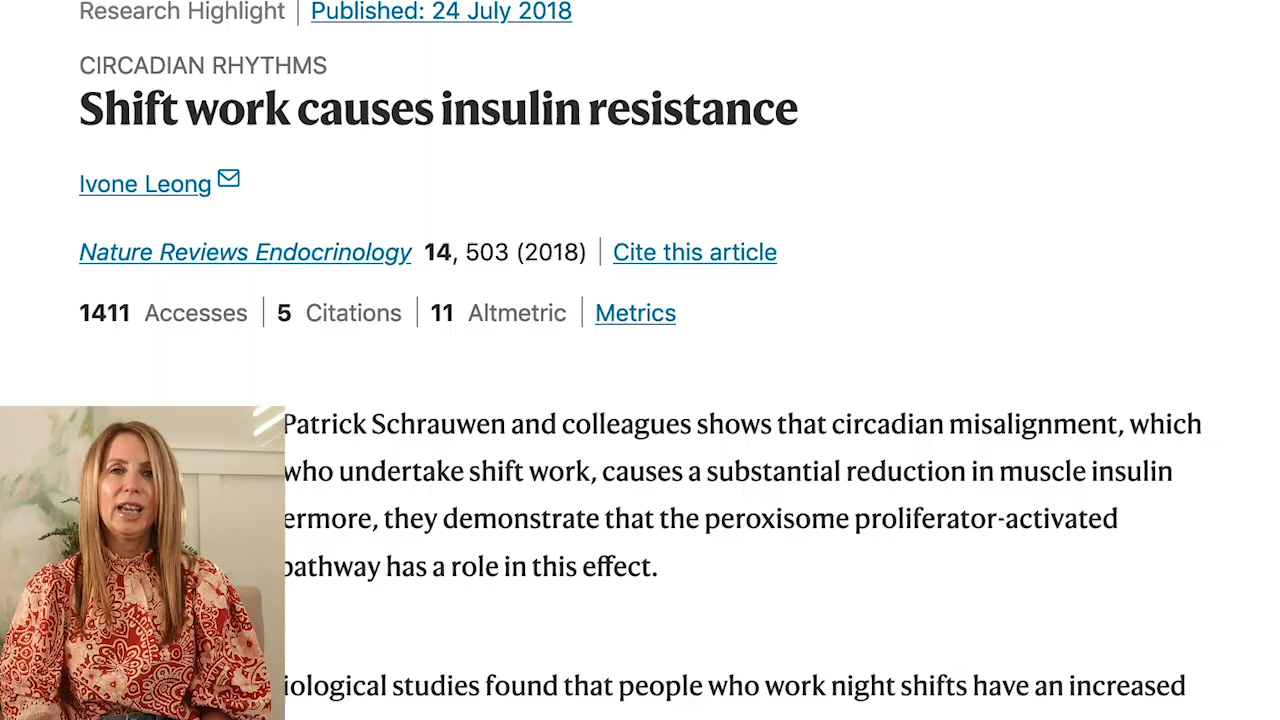 Research Highlight | Published: 24 July 2018
CIRCADIAN RHYTHMS
Shift work causes insulin resistance
Ivone Leong
Nature Reviews Endocrinology 14, 503 (2018) | Cite this article
1411 Accesses | 5 Citations | 11 Altmetric | Metrics
Patrick Schrauwen and colleagues shows that circadian misalignment, which
who undertake shift work, causes a substantial reduction in muscle insulin
ermore, they demonstrate that the peroxisome proliferator-activated
pathway has a role in this effect.
iological studies found that people who work night shifts have an increased